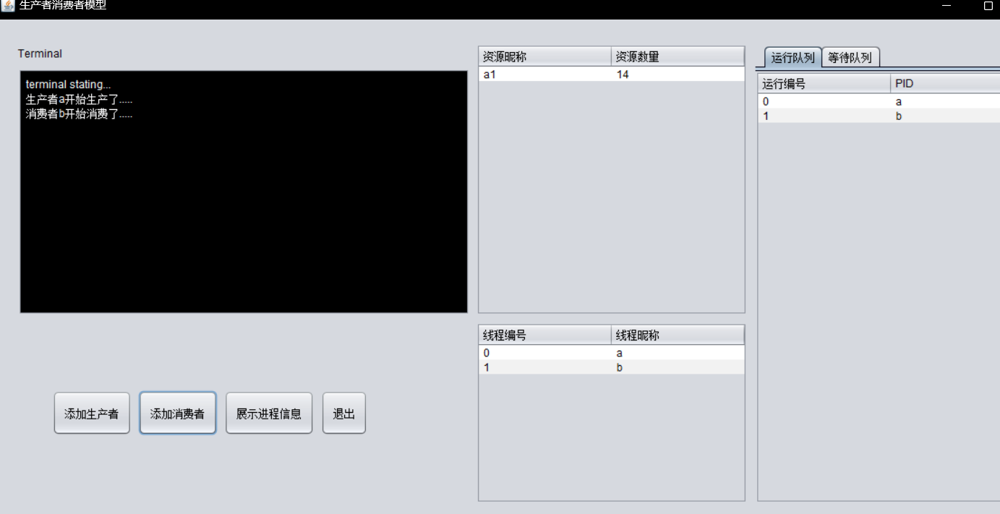 生产者消费者模型
Terminal
terminal stating...
生产者a开始生产了.....
消费者b开始消费了.....
资源昵称 资源数量
a1 14
线程编号 线程昵称
0 a
1 b
运行队列 等待队列
运行编号 PID
0 a
1 b
添加生产者 添加消费者 展示进程信息 退出